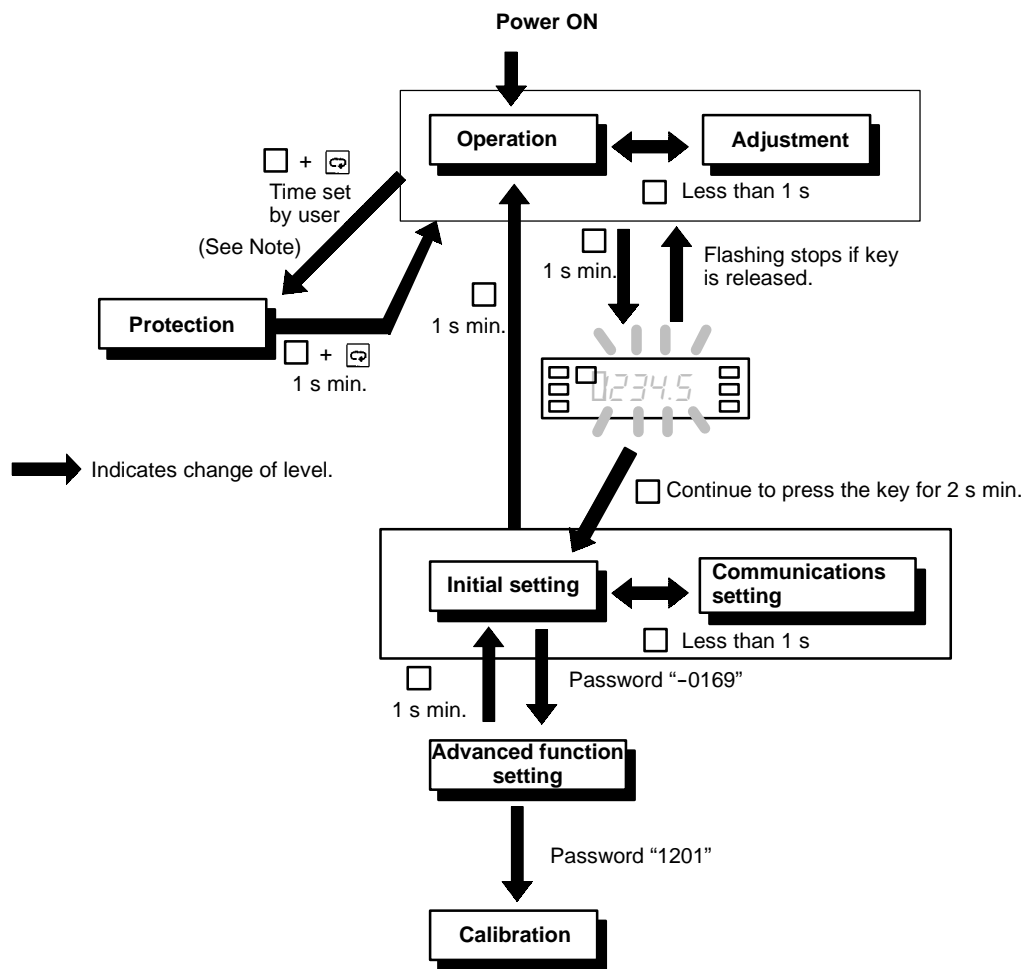 Power ON
Operation
Adjustment
+
Time set
by user
(See Note)
Less than 1 s
1 s min.
Flashing stops if key
is released.
1 s min.
Protection
+
1 s min.
1234.5
Indicates change of level.
Continue to press the key for 2 s min.
Initial setting
Communications
setting
Less than 1 s
Password “−0169”
1 s min.
Advanced function
setting
Password “1201”
Calibration